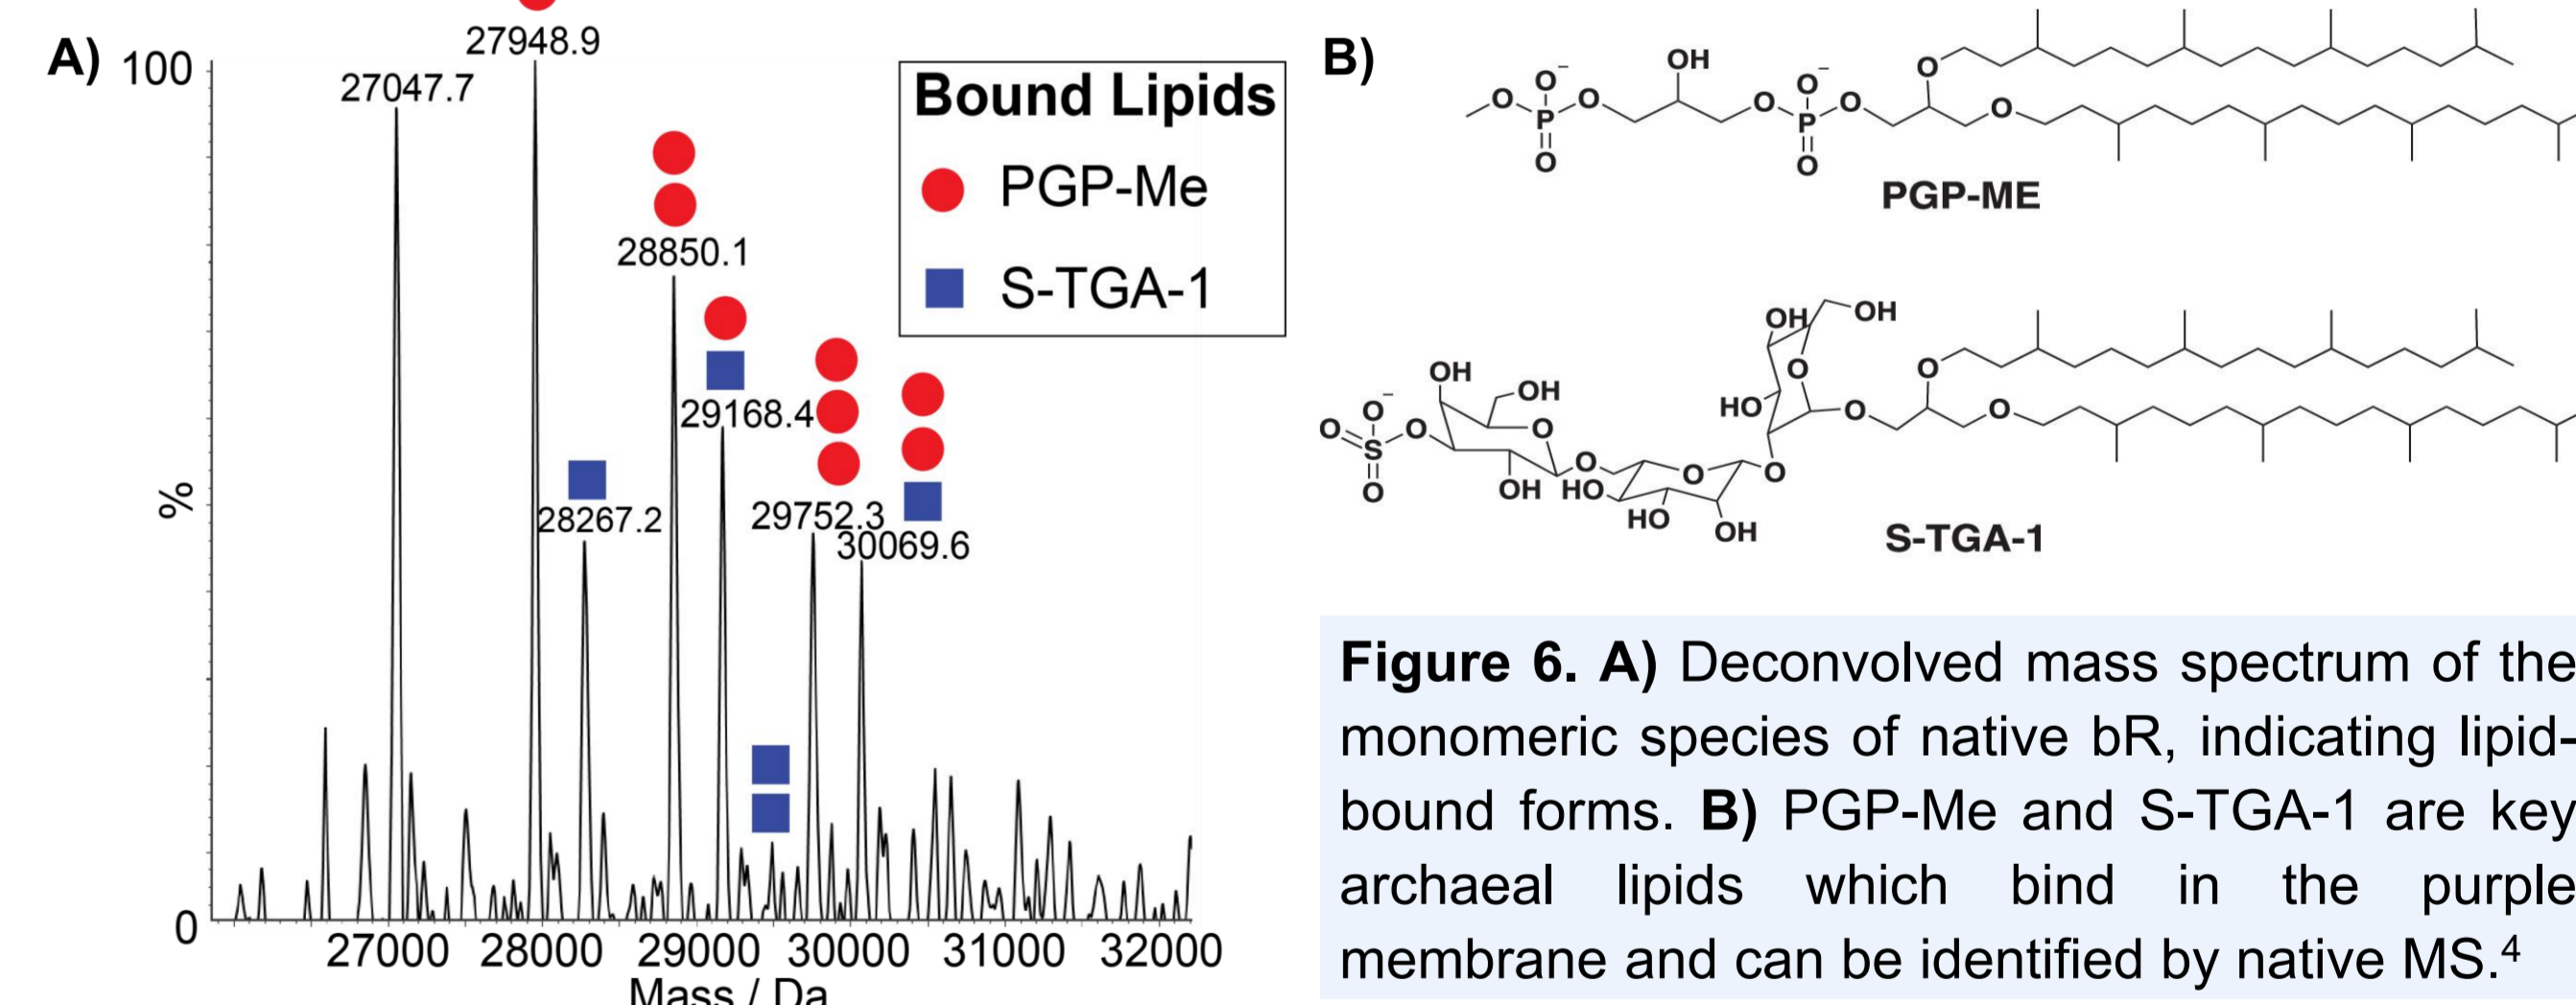 A)
100
27948.9
27047.7
28850.1
29168.4
28267.2
29752.3
30069.6
%
0
27000 28000 29000 30000 31000 32000
Mass / Da
Bound Lipids
PGP-Me
S-TGA-1
B)
OH
O⁻ O⁻ O
O P O O P O O
O O
PGP-ME
OH OH
OH OH O O
O⁻ HO O O
O S O O
O OH HO O O O
HO OH
S-TGA-1
Figure 6. A) Deconvolved mass spectrum of the
monomeric species of native bR, indicating lipid-
bound forms. B) PGP-Me and S-TGA-1 are key
archaeal lipids which bind in the purple
membrane and can be identified by native MS.⁴